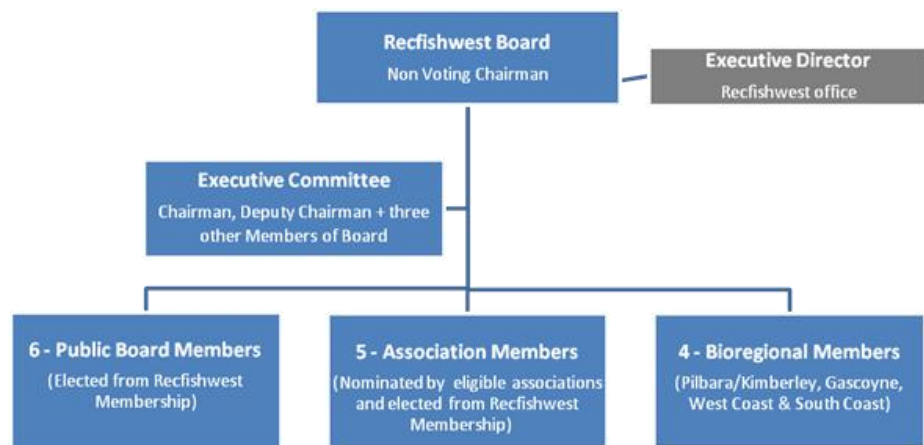 Recfishwest Board
Non Voting Chairman
Executive Director
Recfishwest office
Executive Committee
Chairman, Deputy Chairman + three
other Members of Board
6 - Public Board Members
(Elected from Recfishwest
Membership)
5 - Association Members
(Nominated by eligible associations
and elected from Recfishwest
Membership)
4 - Bioregional Members
(Pilbara/Kimberley, Gascoyne,
West Coast & South Coast)